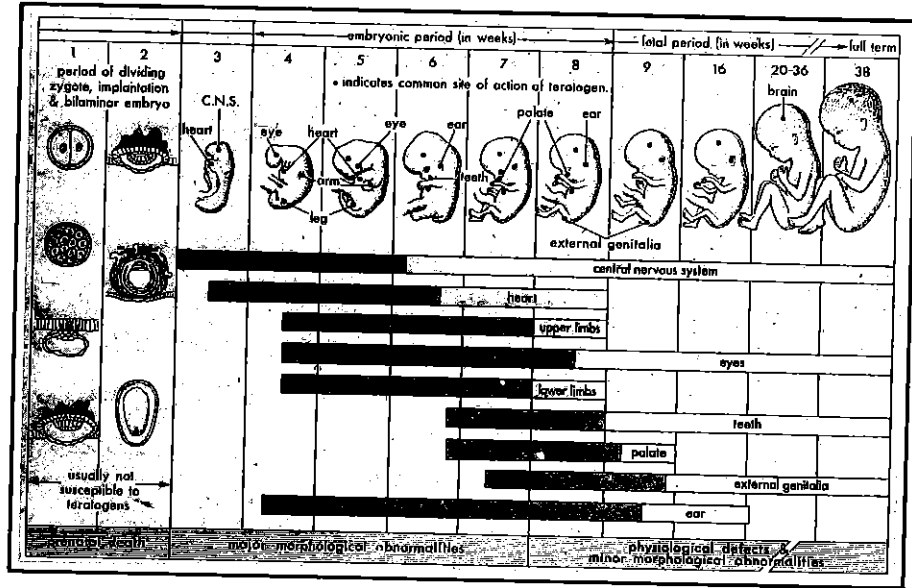 embryonic period (in weeks)
fetal period (in weeks)
full term
1
2
3
4
5
6
7
8
9
16
20-36
38
period of dividing
zygote, implantation
& bilaminar embryo
• indicates common site of action of teratogen.
C.N.S.
heart
eye
heart
eye
ear
palate
ear
brain
arm
teeth
leg
external genitalia
central nervous system
heart
upper limbs
eyes
lower limbs
teeth
palate
external genitalia
ear
usually not
susceptible to
teratogens
prenatal death
major morphological abnormalities
physiological defects &
minor morphological abnormalities